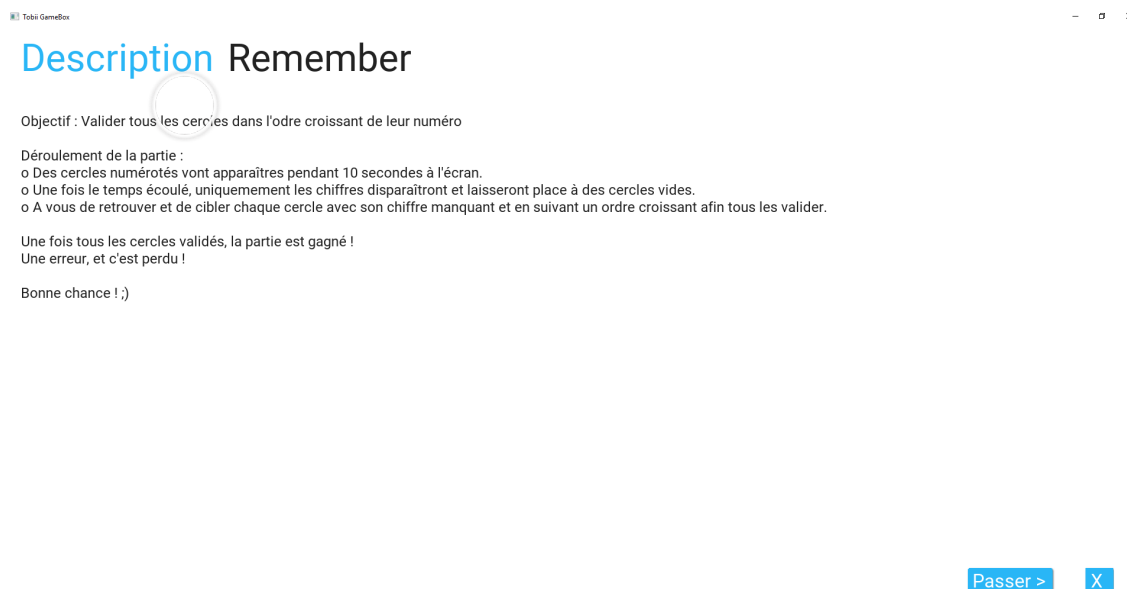 Tobii GameBox
Description Remember
Objectif : Valider tous les cercles dans l'odre croissant de leur numéro
Déroulement de la partie :
o Des cercles numérotés vont apparaîtres pendant 10 secondes à l'écran.
o Une fois le temps écoulé, uniquemement les chiffres disparaîtront et laisseront place à des cercles vides.
o A vous de retrouver et de cibler chaque cercle avec son chiffre manquant et en suivant un ordre croissant afin tous les valider.
Une fois tous les cercles validés, la partie est gagné !
Une erreur, et c'est perdu !
Bonne chance ! ;)
Passer > X